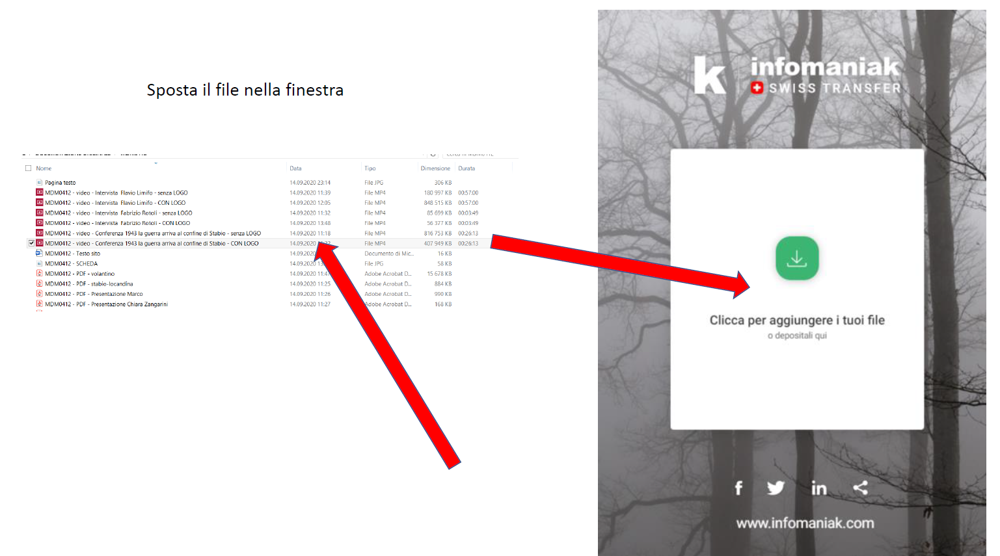 Sposta il file nella finestra
Nome Data Tipo Dimensione Durata
Pagina testo 14.09.2020 23:14 File JPG 306 KB
MDM0412 - video - Intervista Flavio Limifo - senza LOGO 14.09.2020 11:39 File MP4 180 997 KB 00:57:00
MDM0412 - video - Intervista Flavio Limifo - CON LOGO 14.09.2020 12:05 File MP4 848 515 KB 00:57:00
MDM0412 - video - Intervista Fabrizio Rotoli - senza LOGO 14.09.2020 11:32 File MP4 85 699 KB 00:03:49
MDM0412 - video - Intervista Fabrizio Rotoli - CON LOGO 14.09.2020 13:48 File MP4 56 377 KB 00:03:49
MDM0412 - video - Conferenza 1943 la guerra arriva al confine di Stabio - senza LOGO 14.09.2020 11:18 File MP4 816 753 KB 00:26:13
MDM0412 - video - Conferenza 1943 la guerra arriva al confine di Stabio - CON LOGO 14.09.2020 File MP4 407 949 KB 00:26:13
MDM0412 - Testo sito 14.09.2020 Documento di Mic... 16 KB
MDM0412 - SCHEDA 14.09.2020 File JPG 58 KB
MDM0412 - PDF - volantino 14.09.2020 Adobe Acrobat D... 15 678 KB
MDM0412 - PDF - stabio-locandina 14.09.2020 11:25 Adobe Acrobat D... 884 KB
MDM0412 - PDF - Presentazione Marco 14.09.2020 11:26 Adobe Acrobat D... 990 KB
MDM0412 - PDF - Presentazione Chiara Zangarini 14.09.2020 11:27 Adobe Acrobat D... 168 KB
k infomaniak
SWISS TRANSFER
Clicca per aggiungere i tuoi file
o depositali qui
www.infomaniak.com